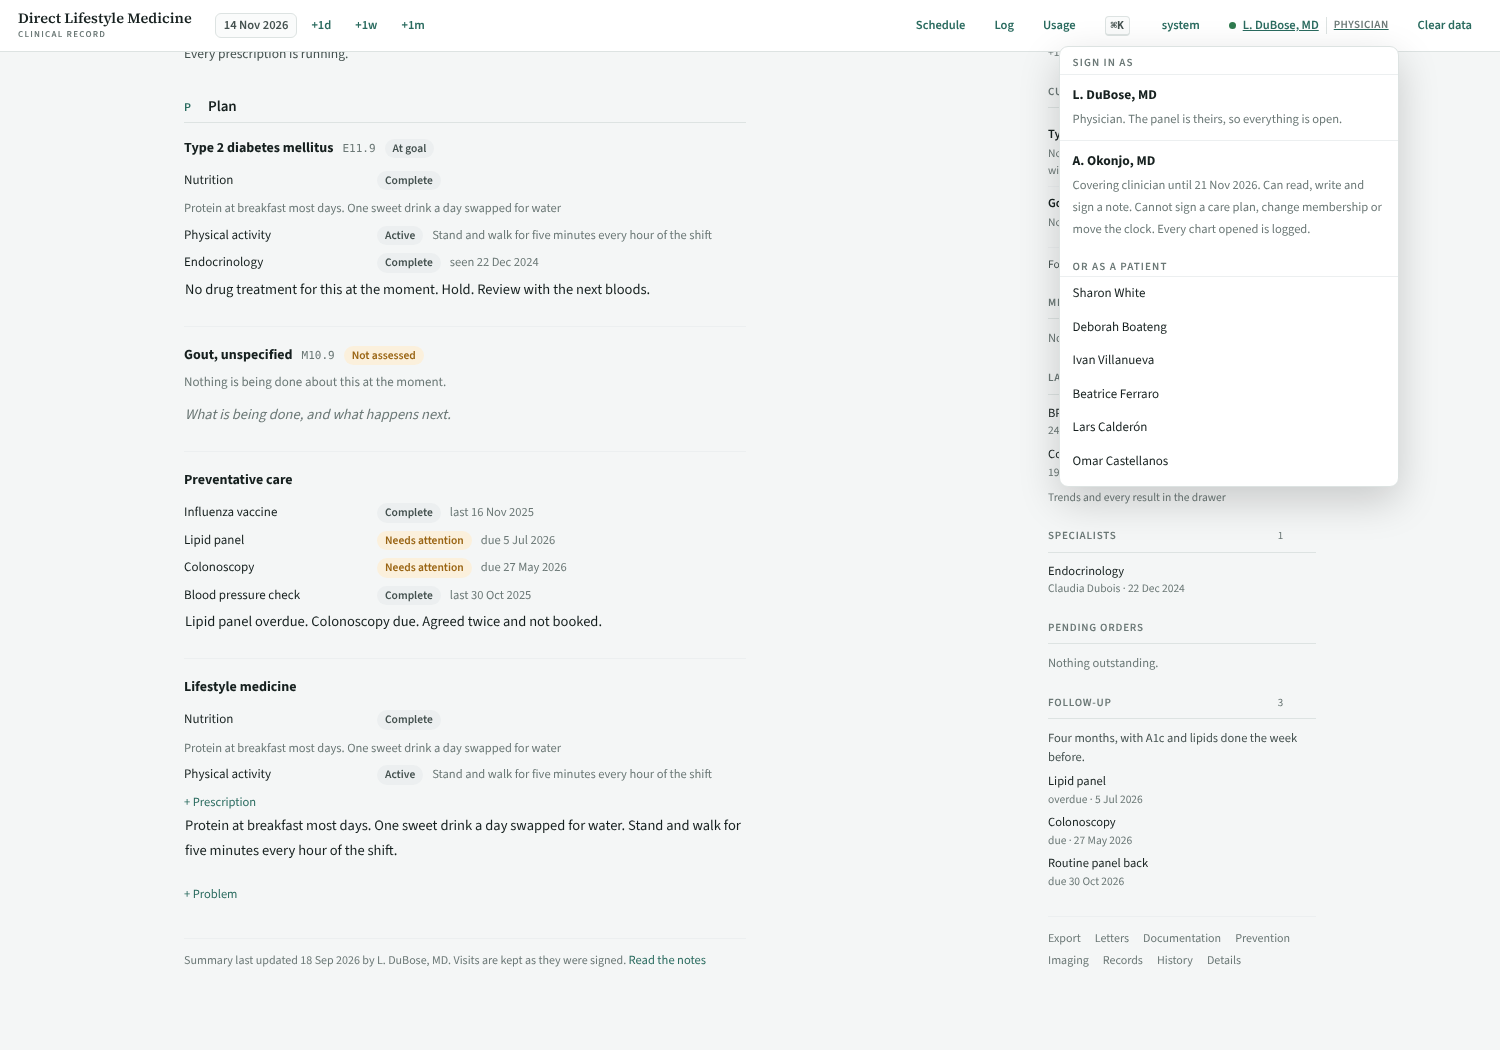 Direct Lifestyle Medicine
CLINICAL RECORD
14 Nov 2026
+1d
+1w
+1m
Schedule
Log
Usage
⌘K
system
L. DuBose, MD
PHYSICIAN
Clear data
Every prescription is running.
P Plan
Type 2 diabetes mellitus E11.9 At goal
Nutrition Complete
Protein at breakfast most days. One sweet drink a day swapped for water
Physical activity Active Stand and walk for five minutes every hour of the shift
Endocrinology Complete seen 22 Dec 2024
No drug treatment for this at the moment. Hold. Review with the next bloods.
Gout, unspecified M10.9 Not assessed
Nothing is being done about this at the moment.
What is being done, and what happens next.
Preventative care
Influenza vaccine Complete last 16 Nov 2025
Lipid panel Needs attention due 5 Jul 2026
Colonoscopy Needs attention due 27 May 2026
Blood pressure check Complete last 30 Oct 2025
Lipid panel overdue. Colonoscopy due. Agreed twice and not booked.
Lifestyle medicine
Nutrition Complete
Protein at breakfast most days. One sweet drink a day swapped for water
Physical activity Active Stand and walk for five minutes every hour of the shift
+ Prescription
Protein at breakfast most days. One sweet drink a day swapped for water. Stand and walk for
five minutes every hour of the shift.
+ Problem
Summary last updated 18 Sep 2026 by L. DuBose, MD. Visits are kept as they were signed. Read the notes
SIGN IN AS
L. DuBose, MD
Physician. The panel is theirs, so everything is open.
A. Okonjo, MD
Covering clinician until 21 Nov 2026. Can read, write and
sign a note. Cannot sign a care plan, change membership or
move the clock. Every chart opened is logged.
OR AS A PATIENT
Sharon White
Deborah Boateng
Ivan Villanueva
Beatrice Ferraro
Lars Calderón
Omar Castellanos
Trends and every result in the drawer
SPECIALISTS 1
Endocrinology
Claudia Dubois · 22 Dec 2024
PENDING ORDERS
Nothing outstanding.
FOLLOW-UP 3
Four months, with A1c and lipids done the week
before.
Lipid panel
overdue · 5 Jul 2026
Colonoscopy
due · 27 May 2026
Routine panel back
due 30 Oct 2026
Export Letters Documentation Prevention
Imaging Records History Details